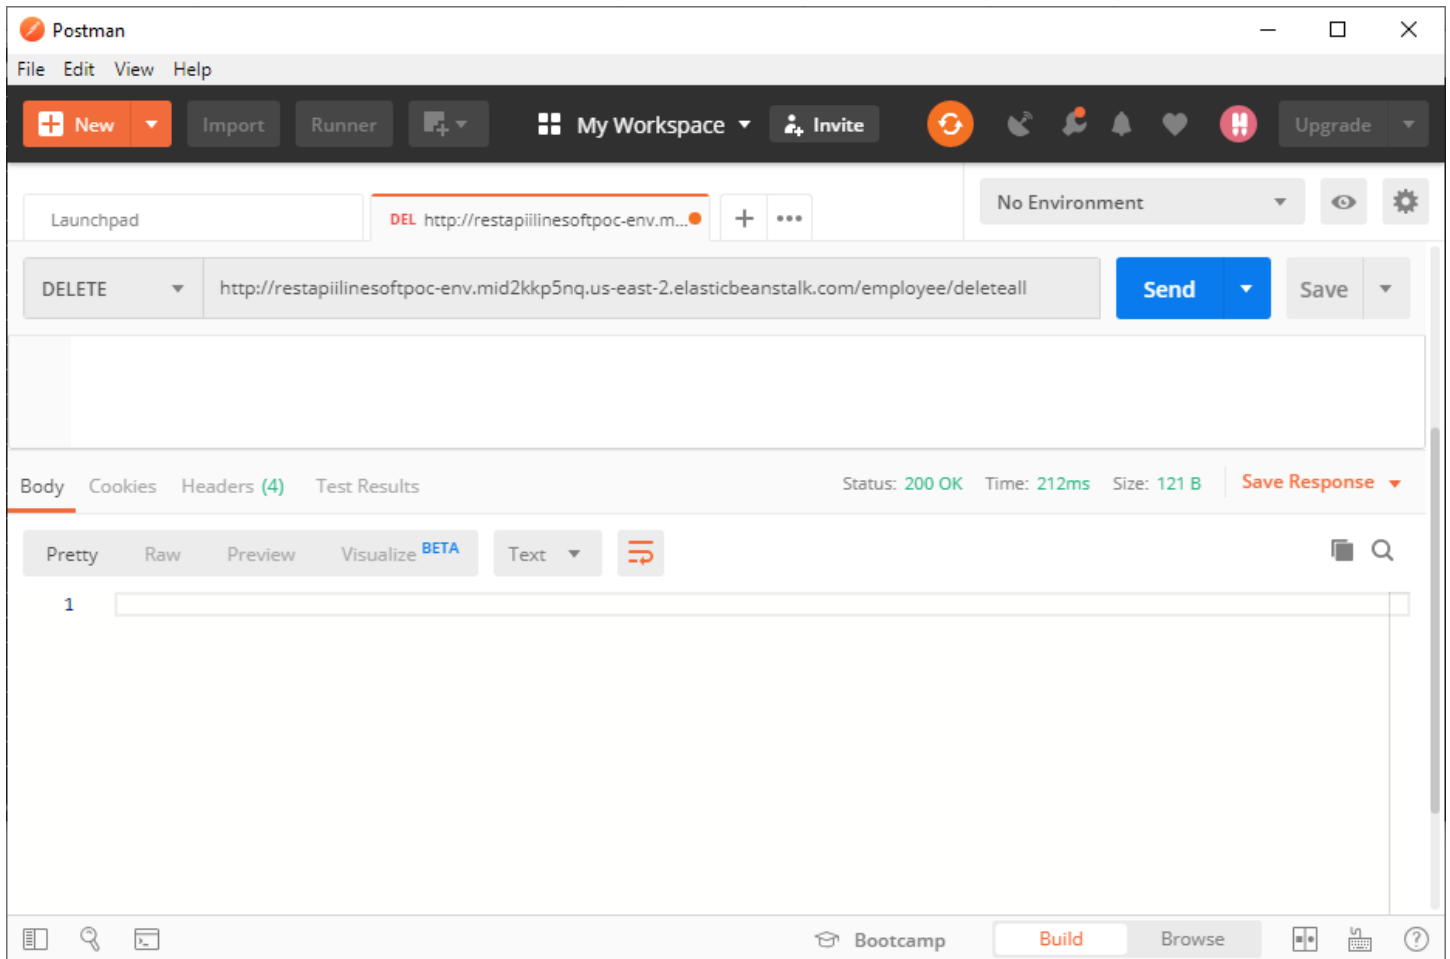 Postman
File Edit View Help
New Import Runner My Workspace Invite Upgrade
Launchpad DEL http://restapiilinesoftpoc-env.m... No Environment
DELETE http://restapiilinesoftpoc-env.mid2kkp5nq.us-east-2.elasticbeanstalk.com/employee/deleteall Send Save
Body Cookies Headers (4) Test Results Status: 200 OK Time: 212ms Size: 121 B Save Response
Pretty Raw Preview Visualize BETA Text
1
Bootcamp Build Browse